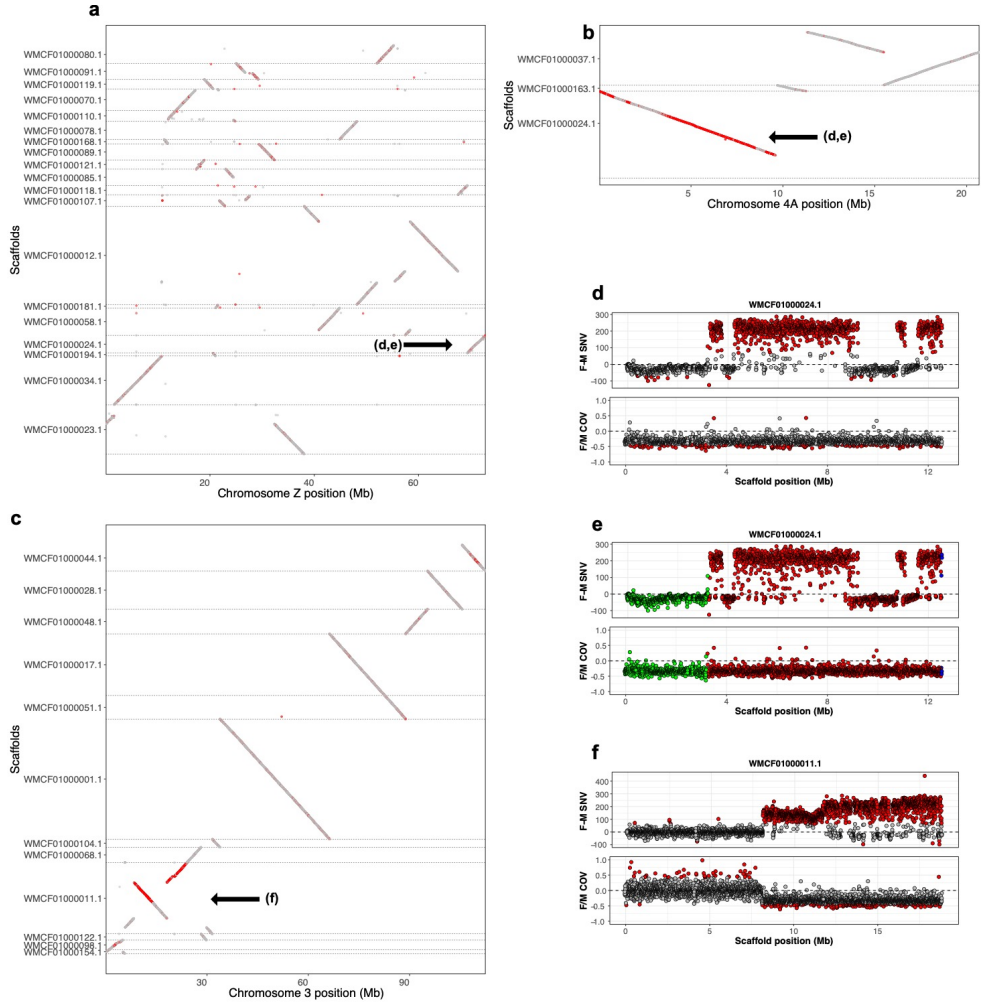 a
Scaffolds
WMCF01000080.1
WMCF01000091.1
WMCF01000119.1
WMCF01000070.1
WMCF01000110.1
WMCF01000078.1
WMCF01000168.1
WMCF01000089.1
WMCF01000121.1
WMCF01000085.1
WMCF01000118.1
WMCF01000107.1
WMCF01000012.1
WMCF01000181.1
WMCF01000058.1
WMCF01000024.1
WMCF01000194.1
WMCF01000034.1
WMCF01000023.1
(d,e)
20 40 60
Chromosome Z position (Mb)
b
Scaffolds
WMCF01000037.1
WMCF01000163.1
WMCF01000024.1
(d,e)
5 10 15 20
Chromosome 4A position (Mb)
c
Scaffolds
WMCF01000044.1
WMCF01000028.1
WMCF01000048.1
WMCF01000017.1
WMCF01000051.1
WMCF01000001.1
WMCF01000104.1
WMCF01000068.1
WMCF01000011.1
WMCF01000122.1
WMCF01000098.1
WMCF01000154.1
(f)
30 60 90
Chromosome 3 position (Mb)
d
WMCF01000024.1
F-M SNV
300
200
100
0
-100
F/M COV
1.0
0.5
0.0
-0.5
-1.0
0 4 8 12
Scaffold position (Mb)
e
WMCF01000024.1
F-M SNV
300
200
100
0
-100
F/M COV
1.0
0.5
0.0
-0.5
-1.0
0 4 8 12
Scaffold position (Mb)
f
WMCF01000011.1
F-M SNV
400
300
200
100
0
-100
F/M COV
1.0
0.5
0.0
-0.5
-1.0
0 5 10 15
Scaffold position (Mb)